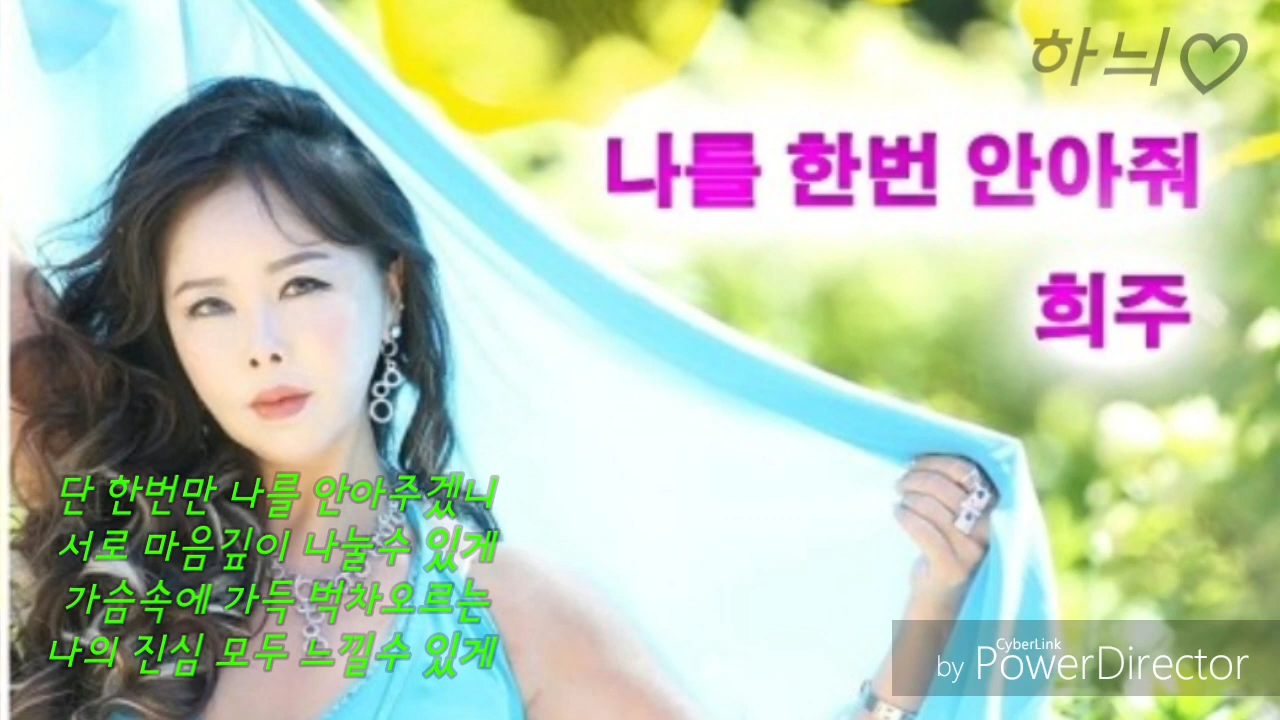 하늬♡
나를 한번 안아줘
희주
단 한번만 나를 안아주겠니
서로 마음깊이 나눌수 있게
가슴속에 가득 벅차오르는
나의 진심 모두 느낄수 있게
CyberLink
by PowerDirector